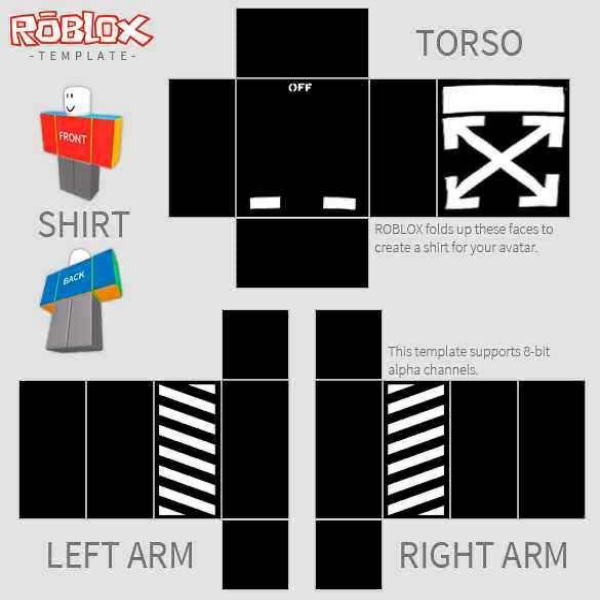 RŌBLOX
-TEMPLATE-
TORSO
OFF
FRONT
SHIRT
BACK
ROBLOX folds up these faces to
create a shirt for your avatar.
This template supports 8-bit
alpha channels.
LEFT ARM
RIGHT ARM